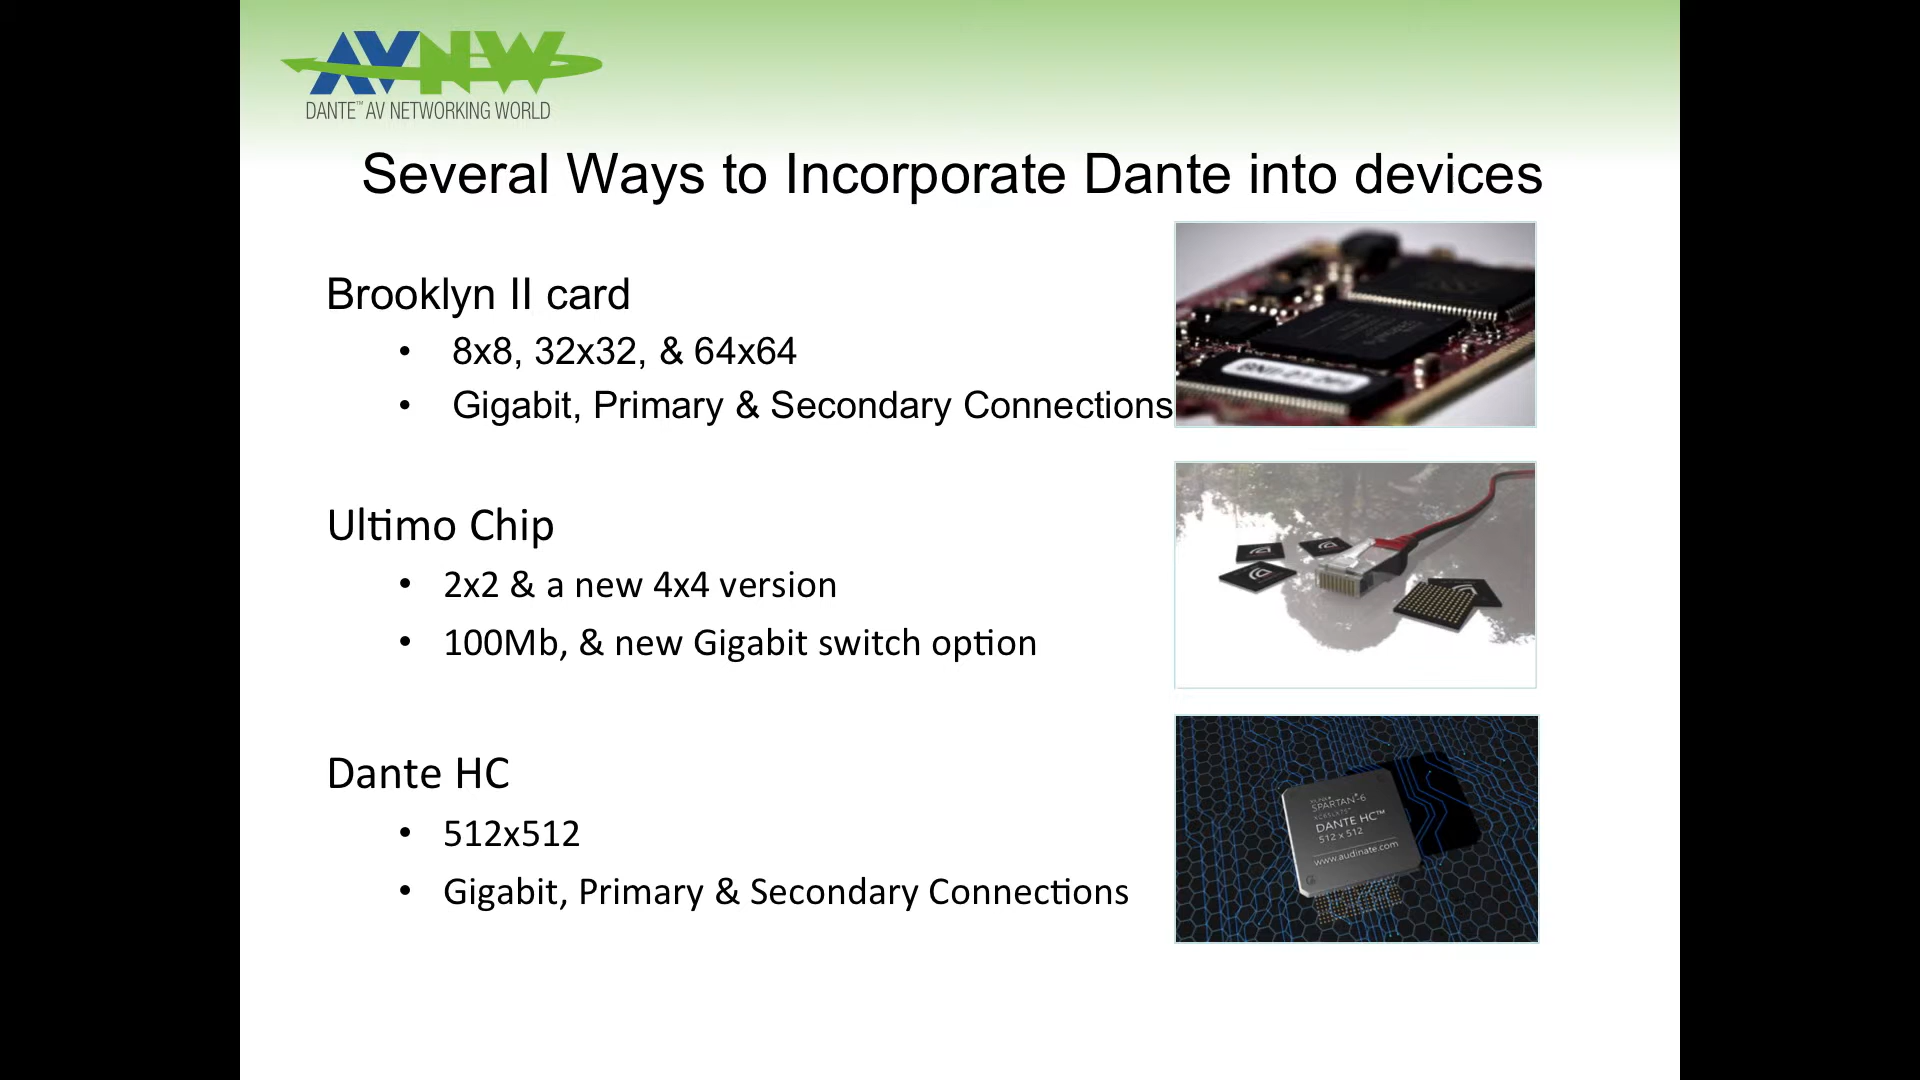 AVNW
DANTE™ AV NETWORKING WORLD
Several Ways to Incorporate Dante into devices
Brooklyn II card
• 8x8, 32x32, & 64x64
• Gigabit, Primary & Secondary Connections
Ultimo Chip
• 2x2 & a new 4x4 version
• 100Mb, & new Gigabit switch option
Dante HC
• 512x512
• Gigabit, Primary & Secondary Connections
SPARTAN®-6
DANTE HC™
512 x 512
www.audinate.com